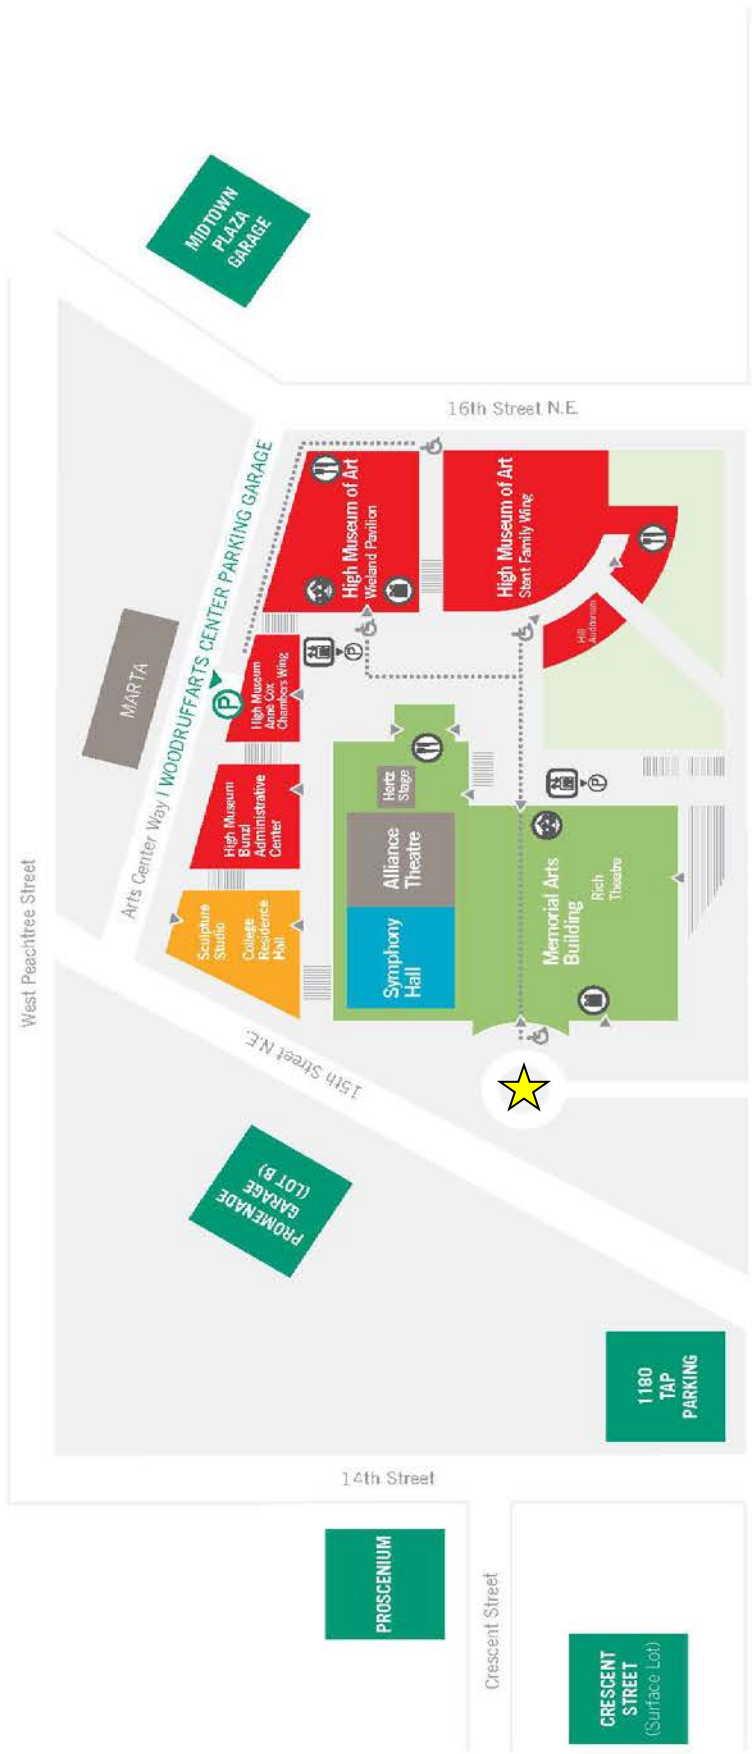 MIDTOWN
PLAZA
GARAGE
16th Street N.E.
Arts Center Way | WOODRUFFARTS CENTER PARKING GARAGE
MARTA
P
High Museum of Art
Wieland Pavilion
High Museum of Art
Stent Family Wing
Hill
Auditorium
High Museum
Anne Cox
Chambers Wing
P
High Museum
Bunzl
Administrative
Center
Sculpture
Studio
College
Residence
Hall
Hertz
Stage
Alliance
Theatre
Symphony
Hall
P
Memorial Arts
Building
Rich
Theatre
West Peachtree Street
15th Street N.E.
PROMENADE
GARAGE
(LOT B)
1180
TAP
PARKING
14th Street
PROSCENIUM
Crescent Street
CRESCENT
STREET
(Surface Lot)